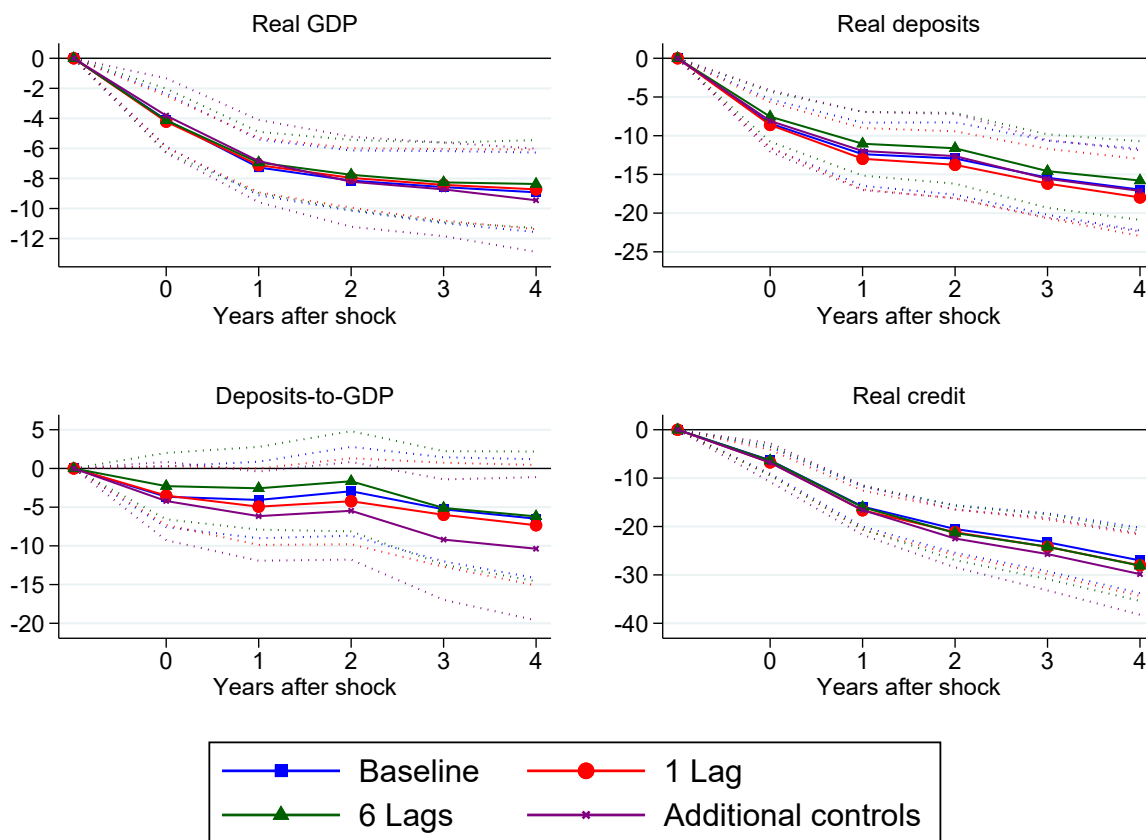 Real GDP
0
-2
-4
-6
-8
-10
-12
0 1 2 3 4
Years after shock
Real deposits
0
-5
-10
-15
-20
-25
0 1 2 3 4
Years after shock
Deposits-to-GDP
5
0
-5
-10
-15
-20
0 1 2 3 4
Years after shock
Real credit
0
-10
-20
-30
-40
0 1 2 3 4
Years after shock
Baseline 1 Lag
6 Lags Additional controls